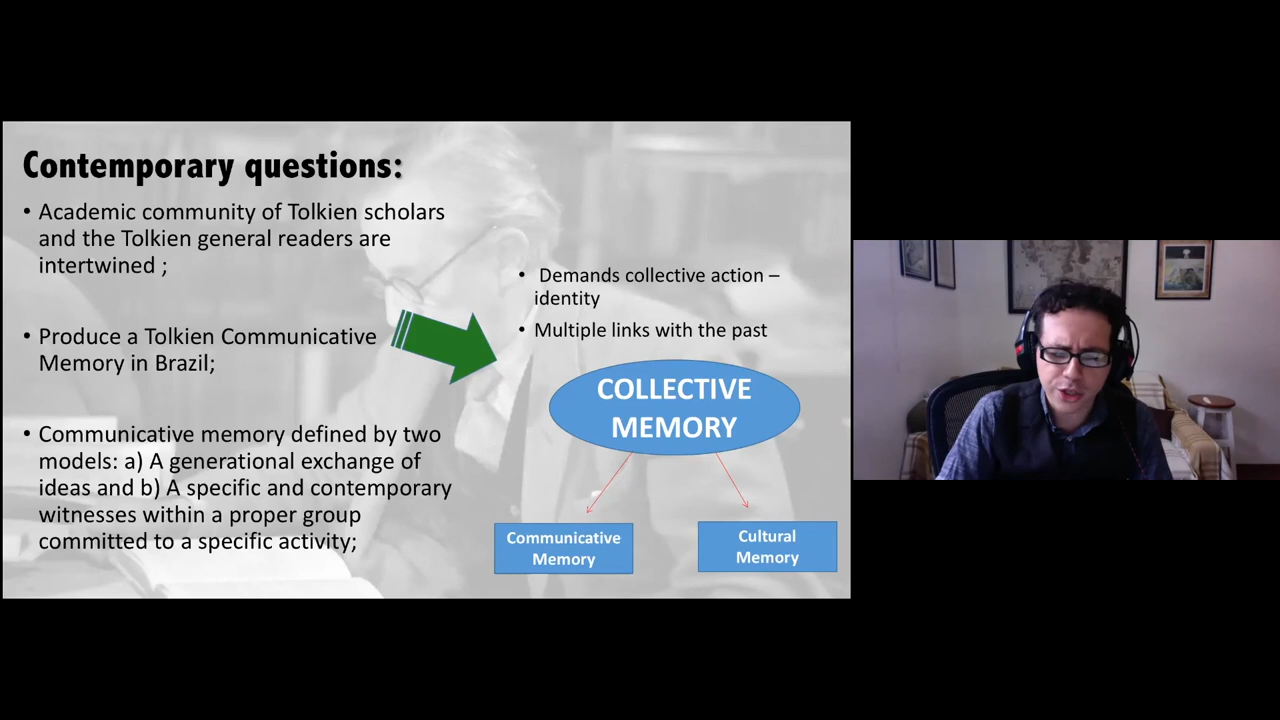 Contemporary questions:
• Academic community of Tolkien scholars
and the Tolkien general readers are
intertwined ;
• Produce a Tolkien Communicative
Memory in Brazil;
• Communicative memory defined by two
models: a) A generational exchange of
ideas and b) A specific and contemporary
witnesses within a proper group
committed to a specific activity;
• Demands collective action –
identity
• Multiple links with the past
COLLECTIVE
MEMORY
Communicative
Memory
Cultural
Memory